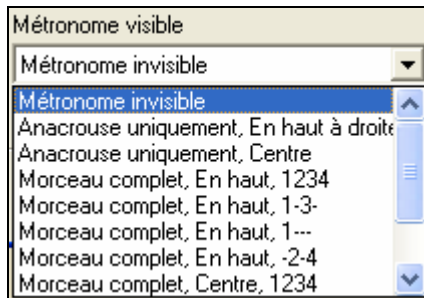 Métronome visible
Métronome invisible
Métronome invisible
Anacrouse uniquement, En haut à droite
Anacrouse uniquement, Centre
Morceau complet, En haut, 1234
Morceau complet, En haut, 1-3-
Morceau complet, En haut, 1---
Morceau complet, En haut, -2-4
Morceau complet, Centre, 1234